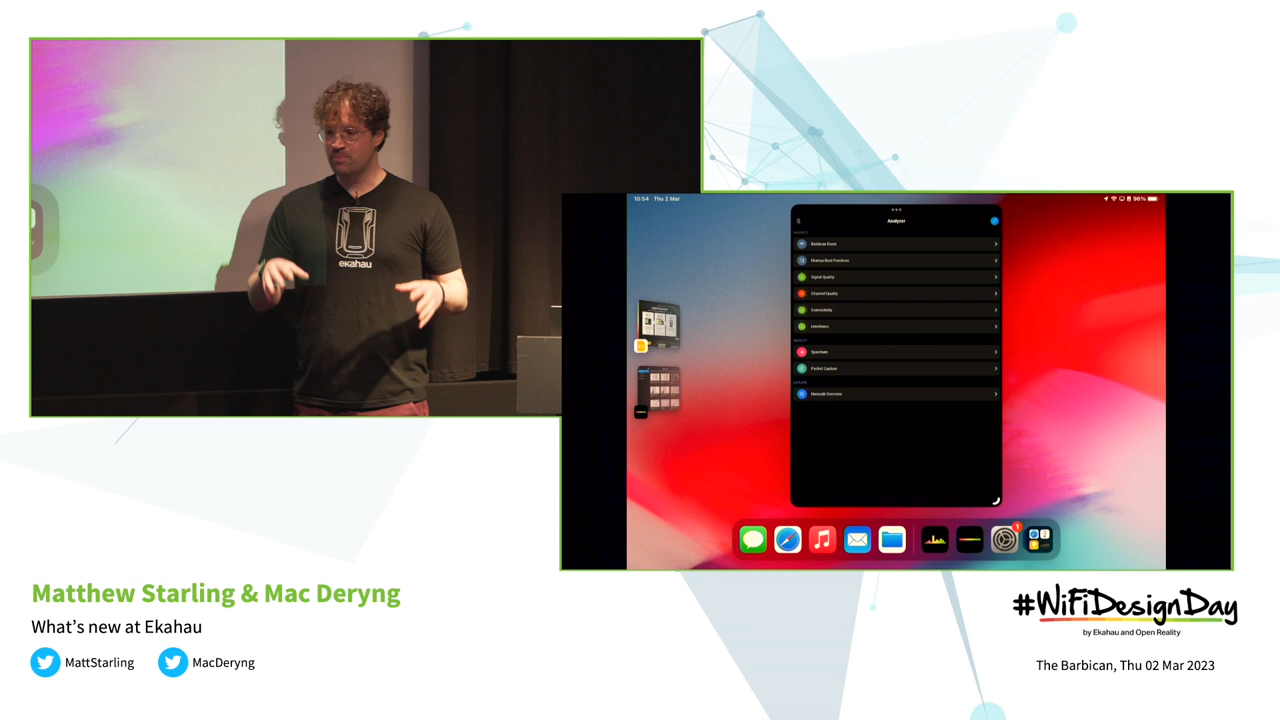 ekahau
10:54 Thu 2 Mar
96%
Analyzer
Barbican Event
Ekahau Best Practices
Signal Quality
Channel Quality
Connectivity
Interferers
Spectrum
Packet Capture
Network Overview
1
Matthew Starling & Mac Deryng
What's new at Ekahau
MattStarling
MacDeryng
#WiFiDesignDay
by Ekahau and Open Reality
The Barbican, Thu 02 Mar 2023